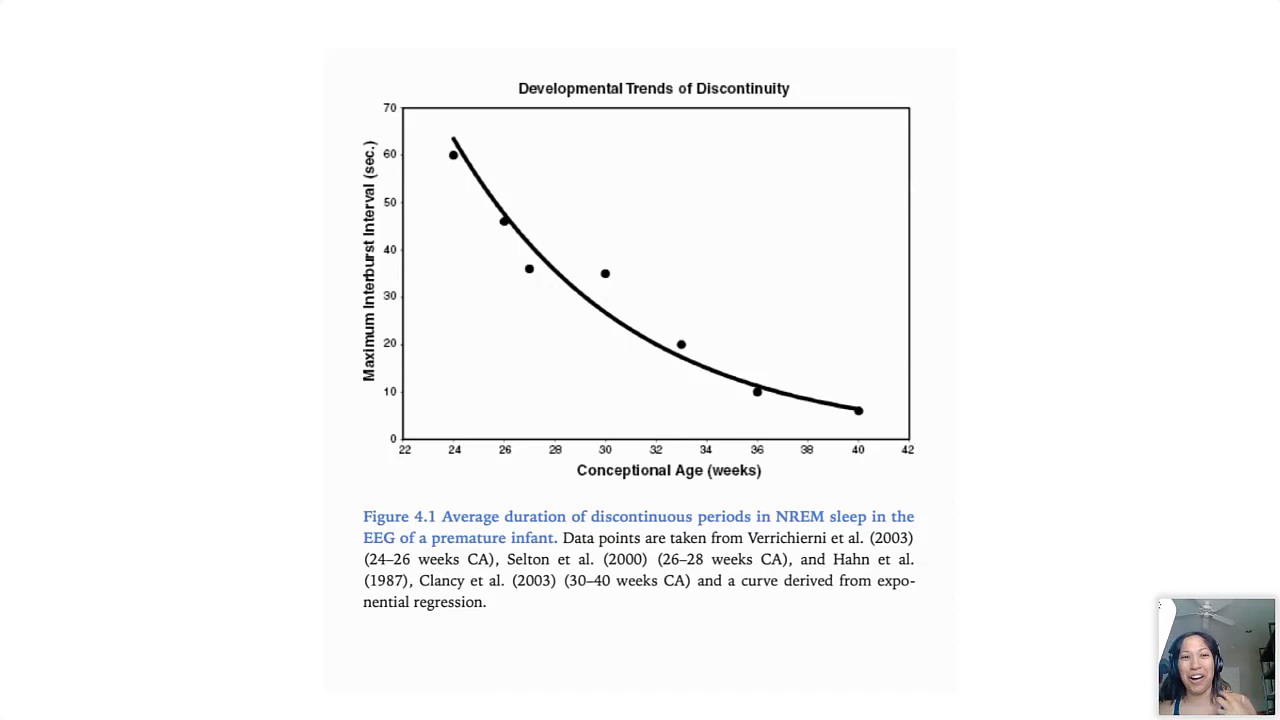 Developmental Trends of Discontinuity
Maximum Interburst Interval (sec.)
70
60
50
40
30
20
10
0
22 24 26 28 30 32 34 36 38 40 42
Conceptional Age (weeks)
Figure 4.1 Average duration of discontinuous periods in NREM sleep in the
EEG of a premature infant. Data points are taken from Verrichierni et al. (2003)
(24–26 weeks CA), Selton et al. (2000) (26–28 weeks CA), and Hahn et al.
(1987), Clancy et al. (2003) (30–40 weeks CA) and a curve derived from expo-
nential regression.